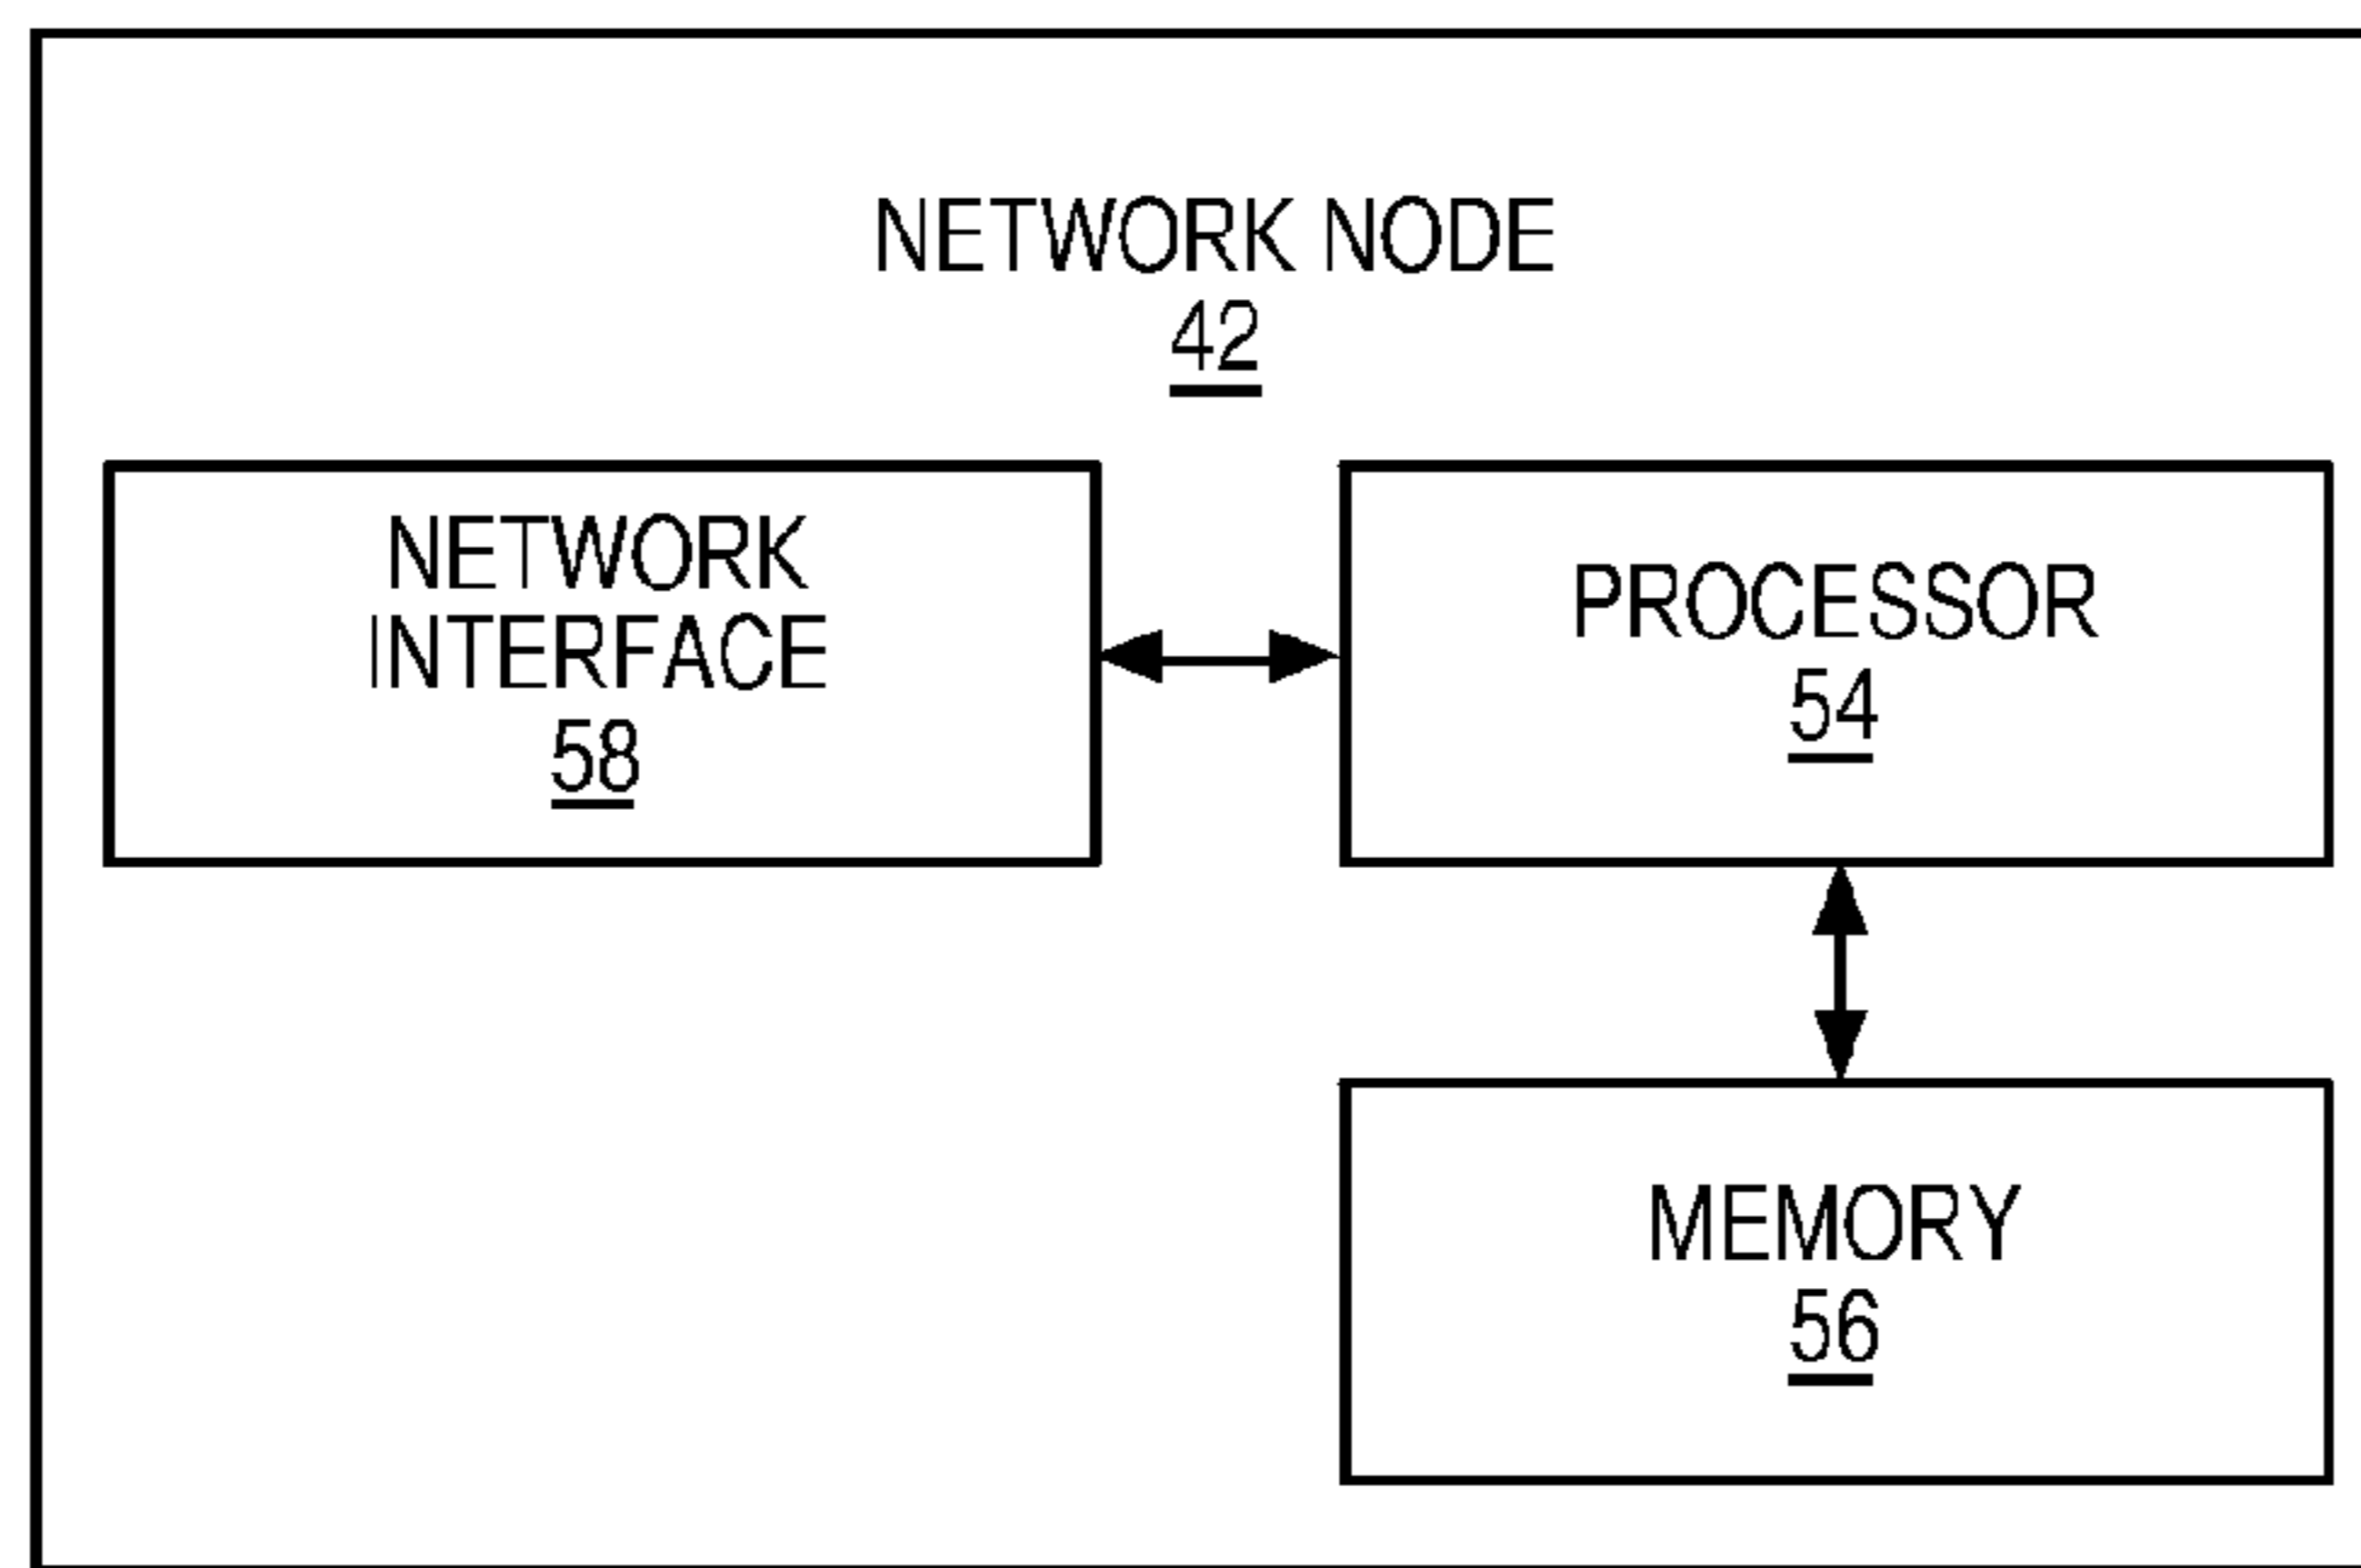 NETWORK NODE
42
NETWORK
INTERFACE
58
PROCESSOR
54
MEMORY
56